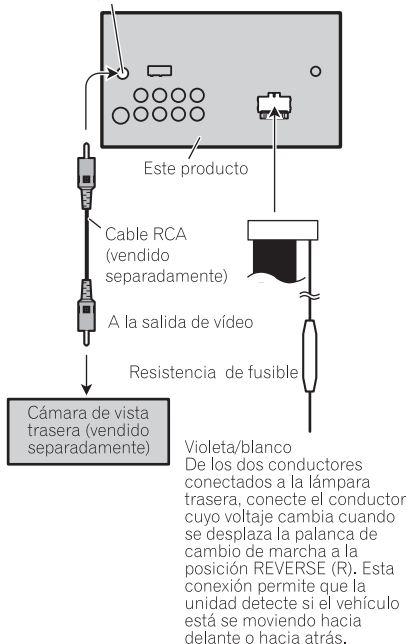 Este producto
Cable RCA
(vendido
separadamente)
A la salida de vídeo
Resistencia de fusible
Cámara de vista
trasera (vendido
separadamente)
Violeta/blanco
De los dos conductores
conectados a la lámpara
trasera, conecte el conductor
cuyo voltaje cambia cuando
se desplaza la palanca de
cambio de marcha a la
posición REVERSE (R). Esta
conexión permite que la
unidad detecte si el vehículo
está se moviendo hacia
delante o hacia atrás.